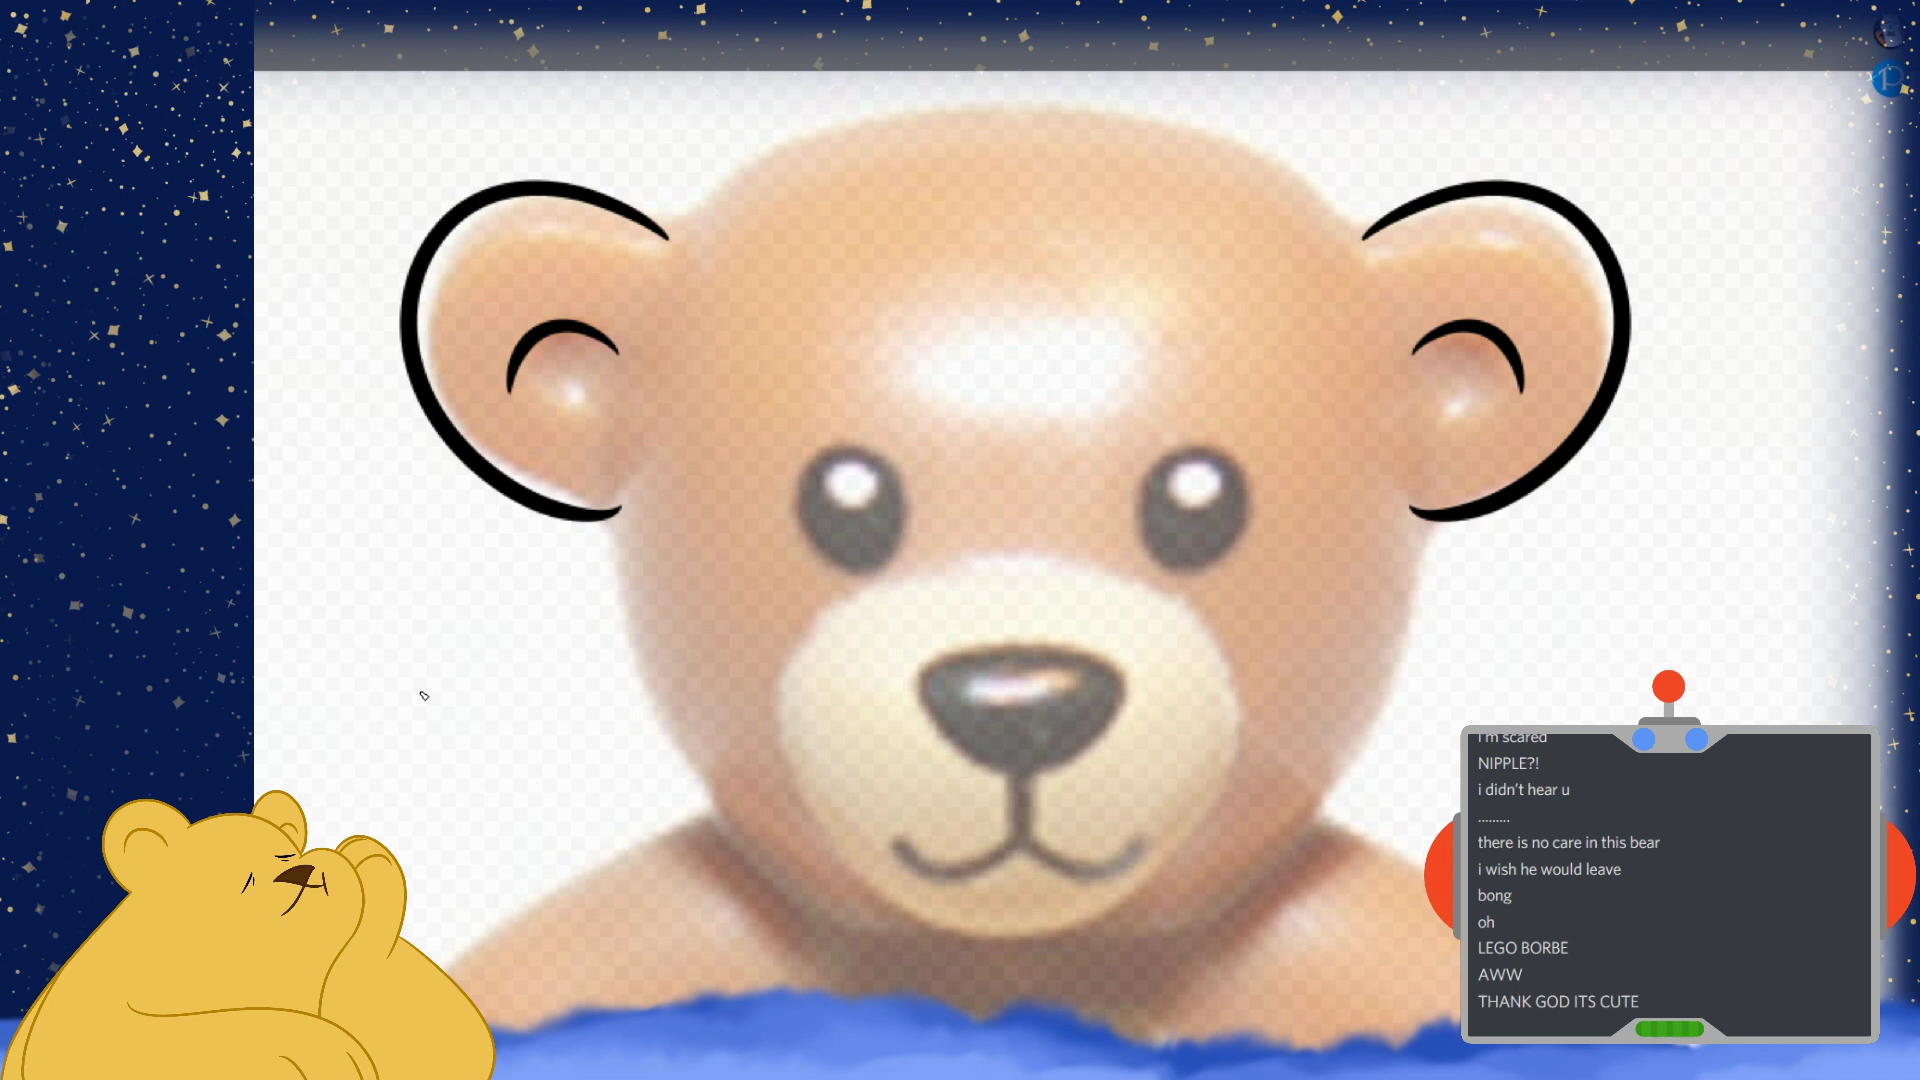 i'm scared
NIPPLE?!
i didn't hear u
.........
there is no care in this bear
i wish he would leave
bong
oh
LEGO BORBE
AWW
THANK GOD ITS CUTE